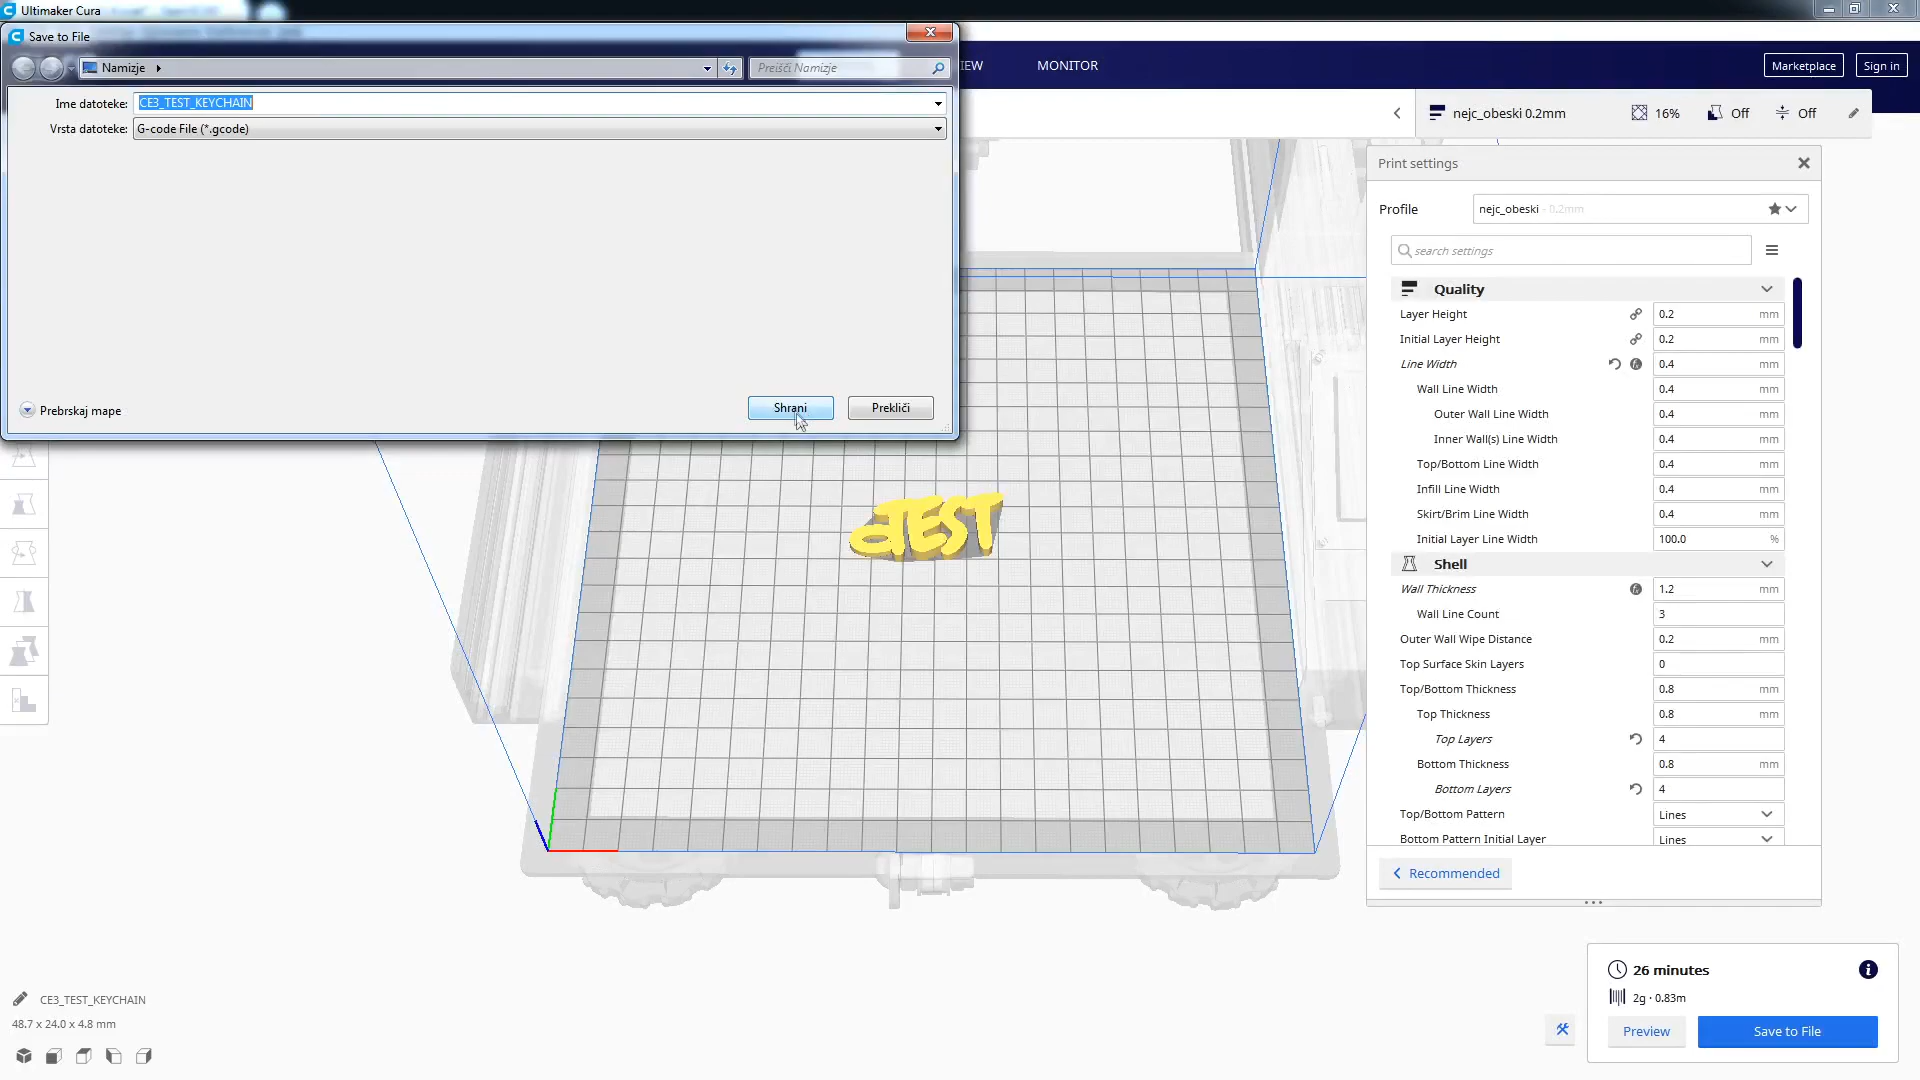 Ultimaker Cura
Save to File
Namizje
Preišči Namizje
Ime datoteke: CE3_TEST_KEYCHAIN
Vrsta datoteke: G-code File (*.gcode)
Prebrskaj mape
Shrani
Prekliči
MONITOR
Marketplace
Sign in
nejc_obeski 0.2mm
16%
Off
Off
Print settings
Profile
nejc_obeski - 0.2mm
search settings
Quality
Layer Height 0.2 mm
Initial Layer Height 0.2 mm
Line Width 0.4 mm
Wall Line Width 0.4 mm
Outer Wall Line Width 0.4 mm
Inner Wall(s) Line Width 0.4 mm
Top/Bottom Line Width 0.4 mm
Infill Line Width 0.4 mm
Skirt/Brim Line Width 0.4 mm
Initial Layer Line Width 100.0 %
Shell
Wall Thickness 1.2 mm
Wall Line Count 3
Outer Wall Wipe Distance 0.2 mm
Top Surface Skin Layers 0
Top/Bottom Thickness 0.8 mm
Top Thickness 0.8 mm
Top Layers 4
Bottom Thickness 0.8 mm
Bottom Layers 4
Top/Bottom Pattern Lines
Bottom Pattern Initial Layer Lines
Recommended
TEST
26 minutes
2g · 0.83m
Preview
Save to File
CE3_TEST_KEYCHAIN
48.7 x 24.0 x 4.8 mm